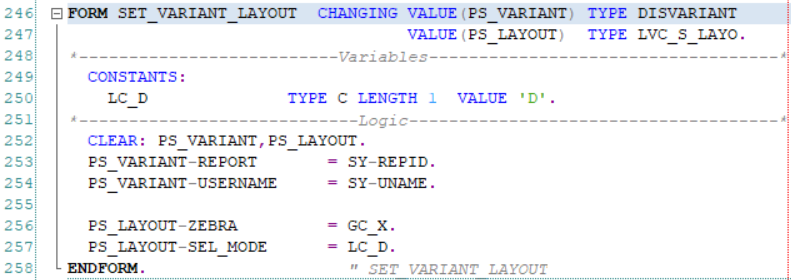 246 FORM SET_VARIANT_LAYOUT  CHANGING VALUE(PS_VARIANT) TYPE DISVARIANT
247                                   VALUE(PS_LAYOUT)  TYPE LVC_S_LAYO.
248 *--------------------------Variables-----------------------------------*
249   CONSTANTS:
250     LC_D              TYPE C LENGTH 1  VALUE 'D'.
251 *----------------------------Logic-------------------------------------*
252   CLEAR: PS_VARIANT,PS_LAYOUT.
253   PS_VARIANT-REPORT       = SY-REPID.
254   PS_VARIANT-USERNAME     = SY-UNAME.
255
256   PS_LAYOUT-ZEBRA         = GC_X.
257   PS_LAYOUT-SEL_MODE      = LC_D.
258 ENDFORM.                    " SET_VARIANT_LAYOUT